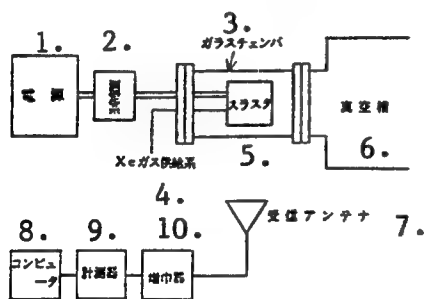 1.
2.
3.
ガラスチェンバ
電源
スラスタ
真空槽
Xeガス供給系
5.
6.
4.
8.
9.
10.
受信アンテナ
7.
コンピュ
ータ
計測器
増巾器